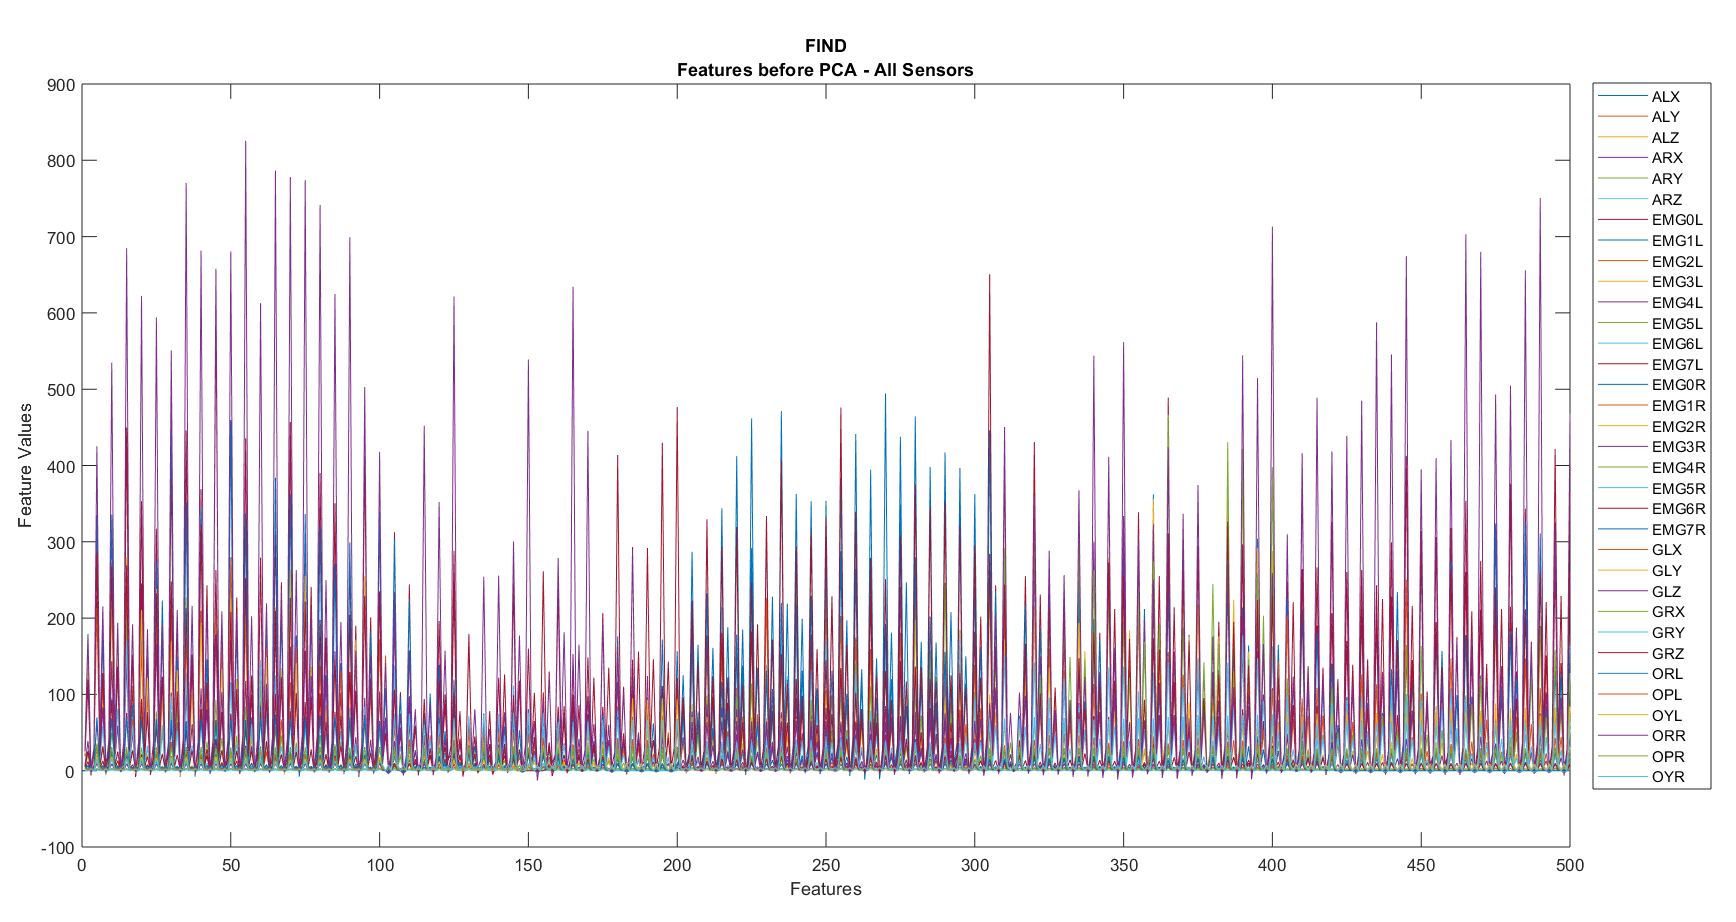 FIND
Features before PCA - All Sensors
Feature Values
900
800
700
600
500
400
300
200
100
0
-100
0 50 100 150 200 250 300 350 400 450 500
Features
ALX
ALY
ALZ
ARX
ARY
ARZ
EMG0L
EMG1L
EMG2L
EMG3L
EMG4L
EMG5L
EMG6L
EMG7L
EMG0R
EMG1R
EMG2R
EMG3R
EMG4R
EMG5R
EMG6R
EMG7R
GLX
GLY
GLZ
GRX
GRY
GRZ
ORL
OPL
OYL
ORR
OPR
OYR